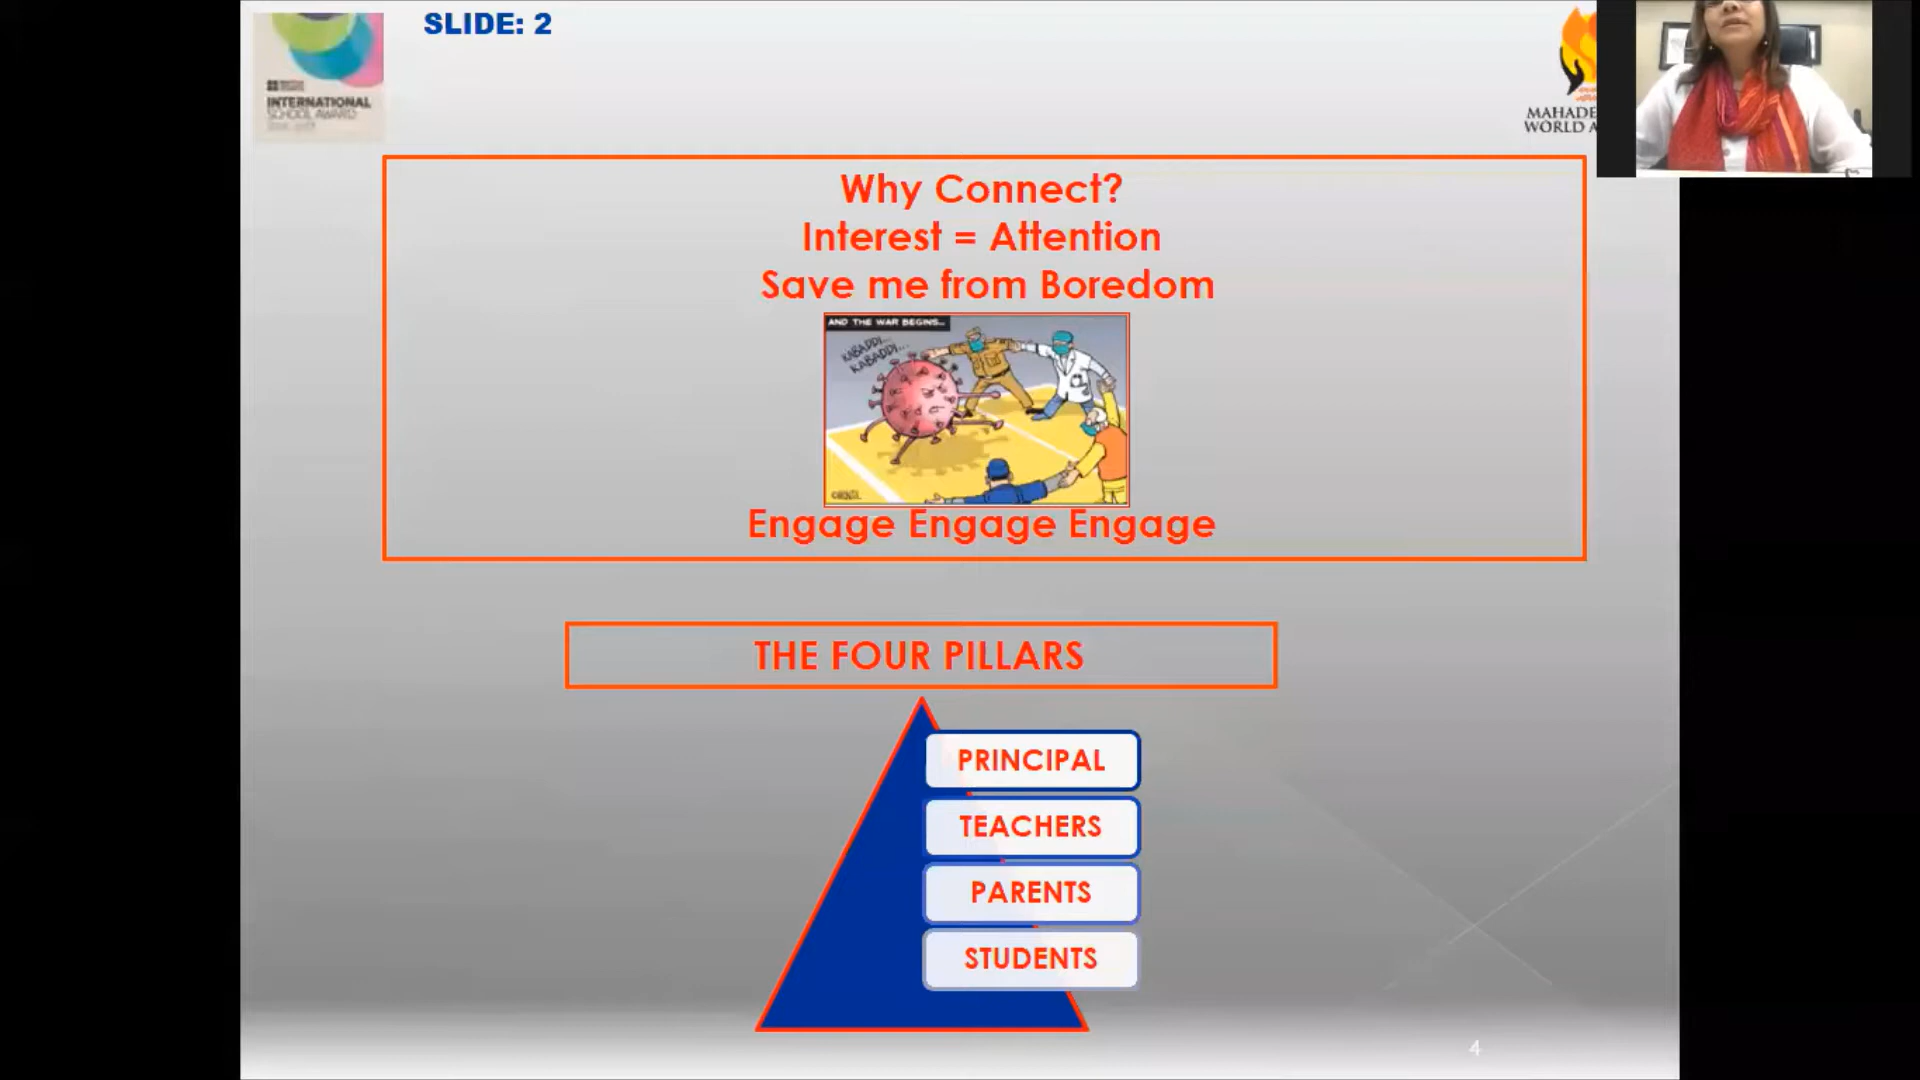 SLIDE: 2
INTERNATIONAL
SCHOOL AWARD
MAHADE
WORLD A
Why Connect?
Interest = Attention
Save me from Boredom
AND THE WAR BEGINS...
KABADDI...
KABADDI...
Engage Engage Engage
THE FOUR PILLARS
PRINCIPAL
TEACHERS
PARENTS
STUDENTS
4